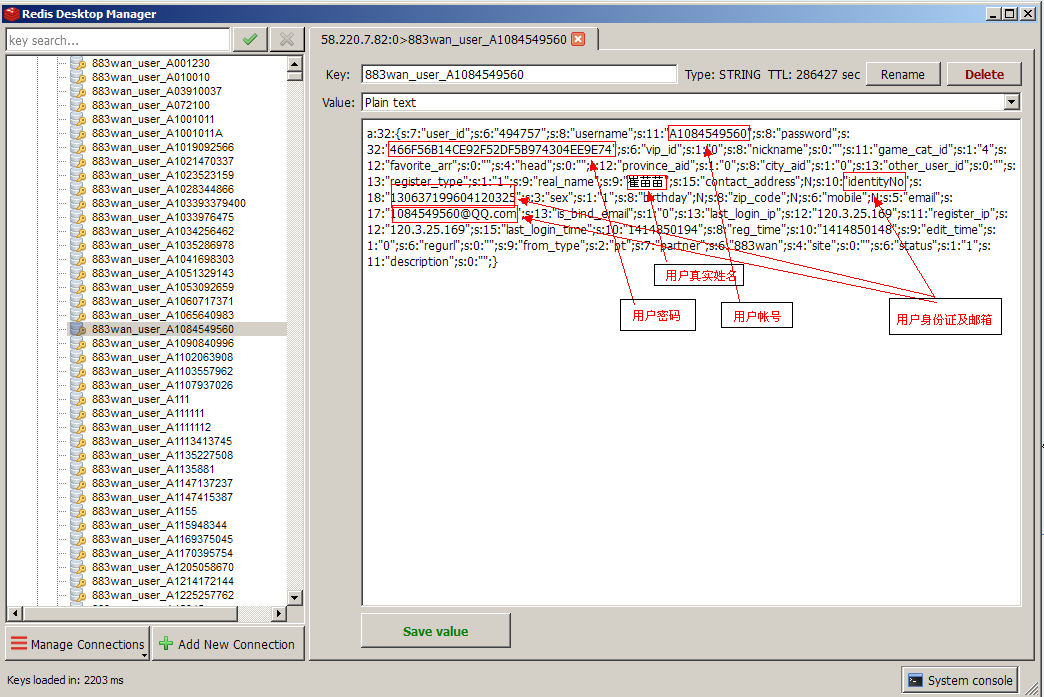 Redis Desktop Manager
key search...
883wan_user_A001230
883wan_user_A010010
883wan_user_A03910037
883wan_user_A072100
883wan_user_A1001011
883wan_user_A1001011A
883wan_user_A1019092566
883wan_user_A1021470337
883wan_user_A1023523159
883wan_user_A1028344866
883wan_user_A103393379400
883wan_user_A1033976475
883wan_user_A1034256462
883wan_user_A1035286978
883wan_user_A1041698303
883wan_user_A1051329143
883wan_user_A1053092659
883wan_user_A1060717371
883wan_user_A1065640983
883wan_user_A1084549560
883wan_user_A1090840996
883wan_user_A1102063908
883wan_user_A1103557962
883wan_user_A1107937026
883wan_user_A111
883wan_user_A111111
883wan_user_A1111112
883wan_user_A1113413745
883wan_user_A1135227508
883wan_user_A1135881
883wan_user_A1147137237
883wan_user_A1147415387
883wan_user_A1155
883wan_user_A115948344
883wan_user_A1169375045
883wan_user_A1170395754
883wan_user_A1205058670
883wan_user_A1214172144
883wan_user_A1225257762
Manage Connections
Add New Connection
Keys loaded in: 2203 ms
58.220.7.82:0>883wan_user_A1084549560
Key: 883wan_user_A1084549560 Type: STRING TTL: 286427 sec Rename Delete
Value: Plain text
a:32:{s:7:"user_id";s:6:"494757";s:8:"username";s:11:"A1084549560";s:8:"password";s:
32:"466F56B14CE92F52DF5B974304EE9E74";s:6:"vip_id";s:1:"0";s:8:"nickname";s:0:"";s:11:"game_cat_id";s:1:"4";s:
12:"favorite_arr";s:0:"";s:4:"head";s:0:"";s:12:"province_aid";s:1:"0";s:8:"city_aid";s:1:"0";s:13:"other_user_id";s:0:"";s:
13:"register_type";s:1:"1";s:9:"real_name";s:9:"崔苗苗";s:15:"contact_address";N;s:10:"identityNo";s:
18:"130637199604120325";s:3:"sex";s:1:"1";s:8:"birthday";N;s:8:"zip_code";N;s:6:"mobile";N;s:5:"email";s:
17:"1084549560@QQ.com";s:13:"is_bind_email";s:1:"0";s:13:"last_login_ip";s:12:"120.3.25.169";s:11:"register_ip";s:
12:"120.3.25.169";s:15:"last_login_time";s:10:"1414850194";s:8:"reg_time";s:10:"1414850148";s:9:"edit_time";s:
1:"0";s:6:"regurl";s:0:"";s:9:"from_type";s:2:"pt";s:7:"partner";s:6:"883wan";s:4:"site";s:0:"";s:6:"status";s:1:"1";s:
11:"description";s:0:"";}
用户真实姓名
用户密码
用户帐号
用户身份证及邮箱
Save value
System console